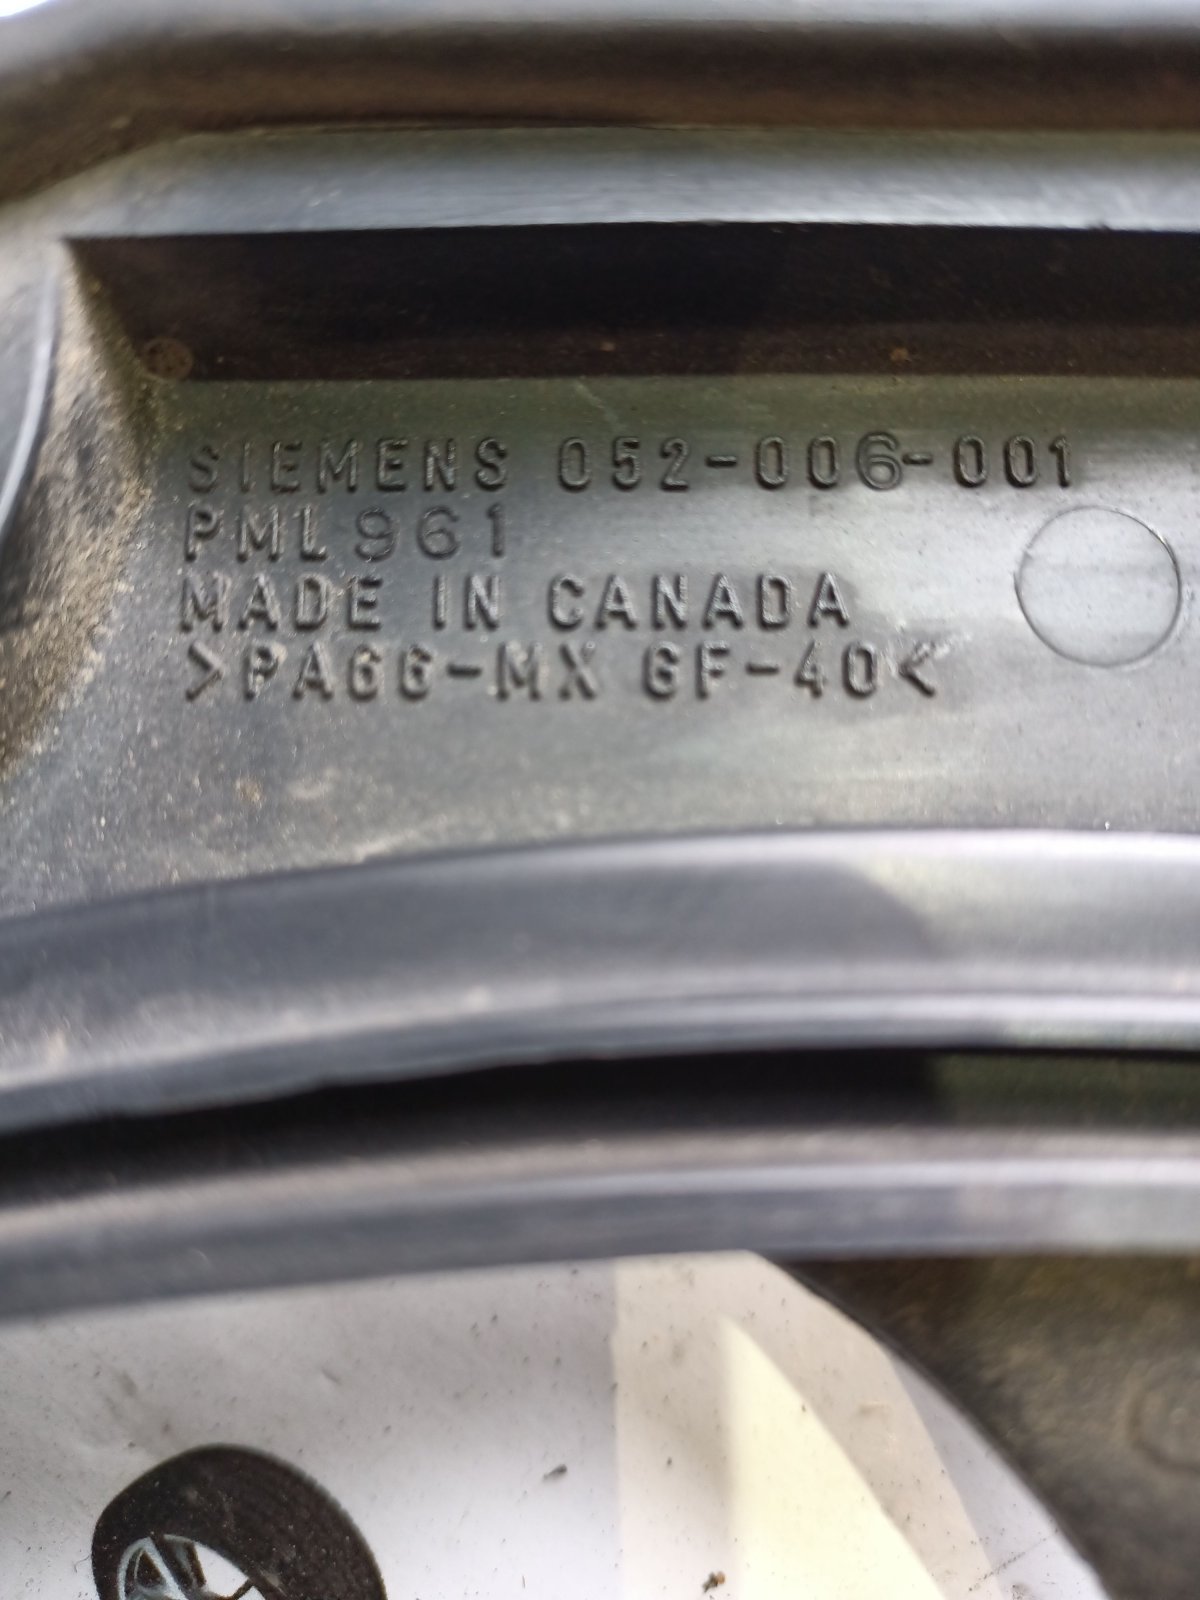 SIEMENS 052-006-001
PML961
MADE IN CANADA
>PA66-MX GF-40<